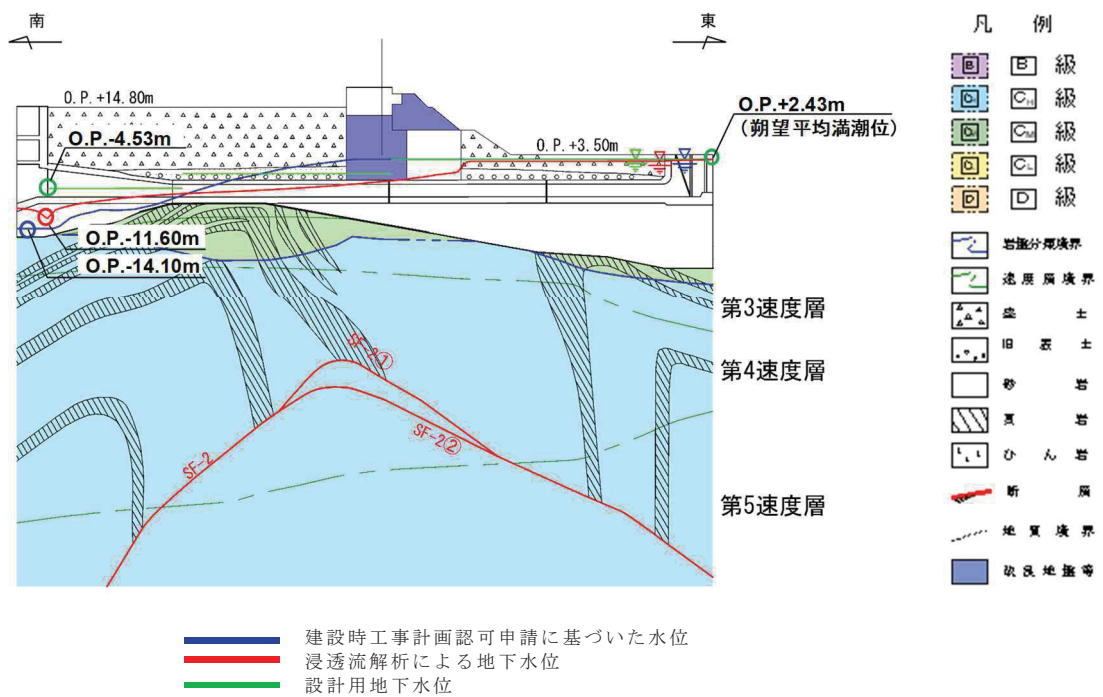 南
東
O.P.+14.80m
O.P.-4.53m
O.P.+3.50m
O.P.+2.43m
（朔望平均満潮位）
O.P.-11.60m
O.P.-14.10m
第3速度層
SF-2①
第4速度層
SF-2②
SF-2
第5速度層
凡 例
B B 級
CH 級
CM 級
CL 級
D D 級
岩盤分類境界
速度層境界
盛 土
旧 表 土
砂 岩
頁 岩
ひ ん 岩
断 層
地 質 境 界
改良地盤等
建設時工事計画認可申請に基づいた水位
浸透流解析による地下水位
設計用地下水位